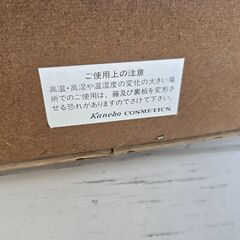 ご使用上の注意
高温・高湿や温湿度の変化の大きい場
所でのご使用は、藤及び裏板を変形さ
せる恐れがありますのでさけて下さい。
Kanebo COSMETICS